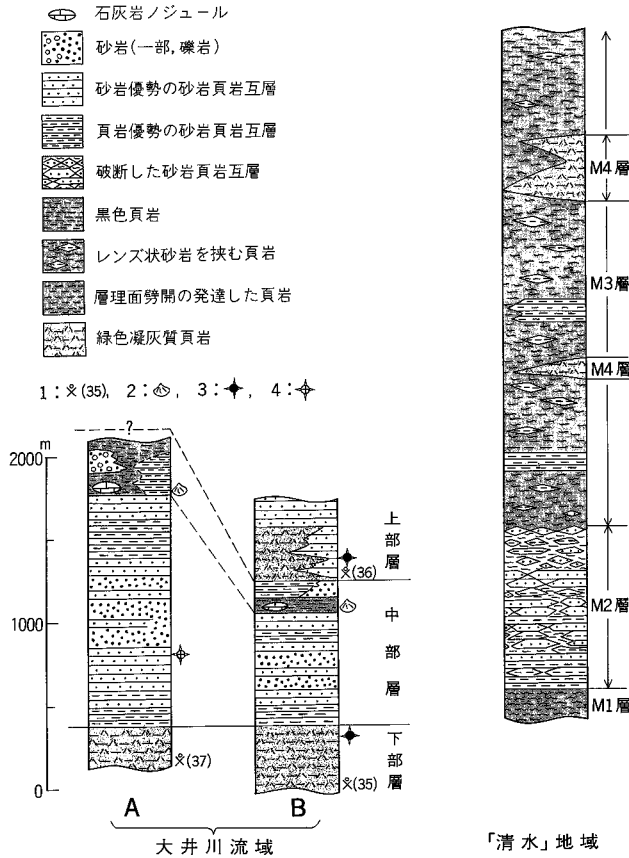 石灰岩ノジュール
砂岩(一部,礫岩)
砂岩優勢の砂岩頁岩互層
頁岩優勢の砂岩頁岩互層
破断した砂岩頁岩互層
黒色頁岩
レンズ状砂岩を挟む頁岩
層理面劈開の発達した頁岩
緑色凝灰質頁岩
1: (35), 2: , 3: , 4:
m
2000
1000
0
?
(37)
A
(36)
(35)
B
上部層
中部層
下部層
大井川流域
M4層
M3層
M4層
M2層
M1層
「清水」地域